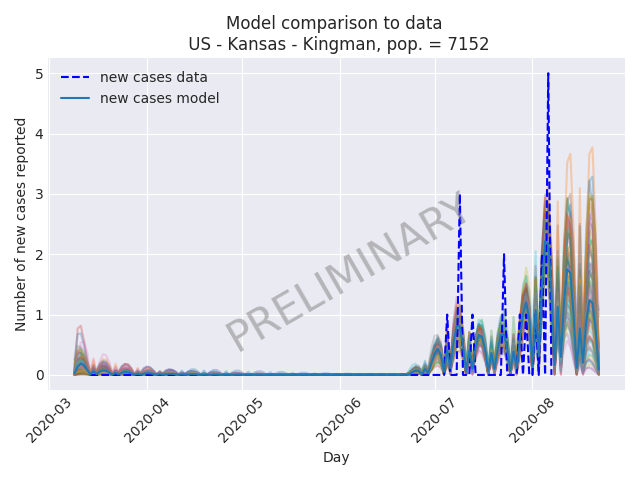 Model comparison to data
US - Kansas - Kingman, pop. = 7152
new cases data
new cases model
PRELIMINARY
Number of new cases reported
5
4
3
2
1
0
2020-03
2020-04
2020-05
2020-06
2020-07
2020-08
Day